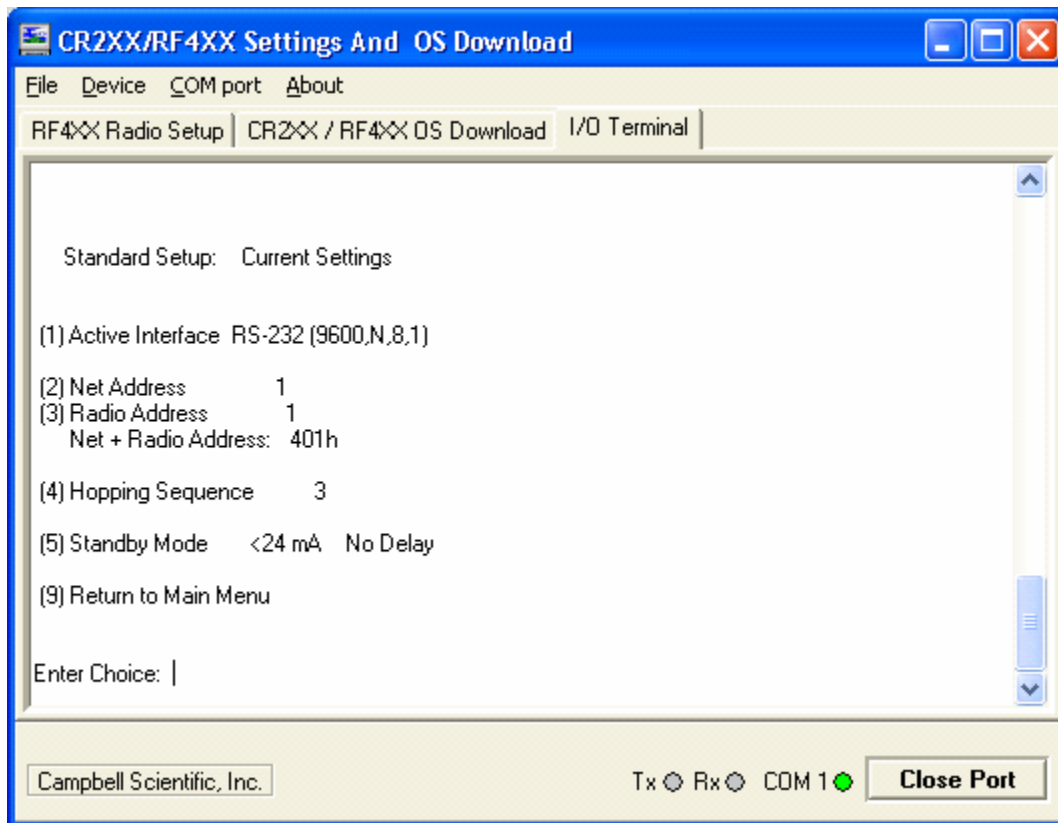 CR2XX/RF4XX Settings And OS Download
File Device COM port About
RF4XX Radio Setup CR2XX / RF4XX OS Download I/O Terminal
Standard Setup: Current Settings
(1) Active Interface RS-232 (9600,N,8,1)
(2) Net Address 1
(3) Radio Address 1
Net + Radio Address: 401h
(4) Hopping Sequence 3
(5) Standby Mode <24 mA No Delay
(9) Return to Main Menu
Enter Choice:
Campbell Scientific, Inc. Tx Rx COM 1 Close Port